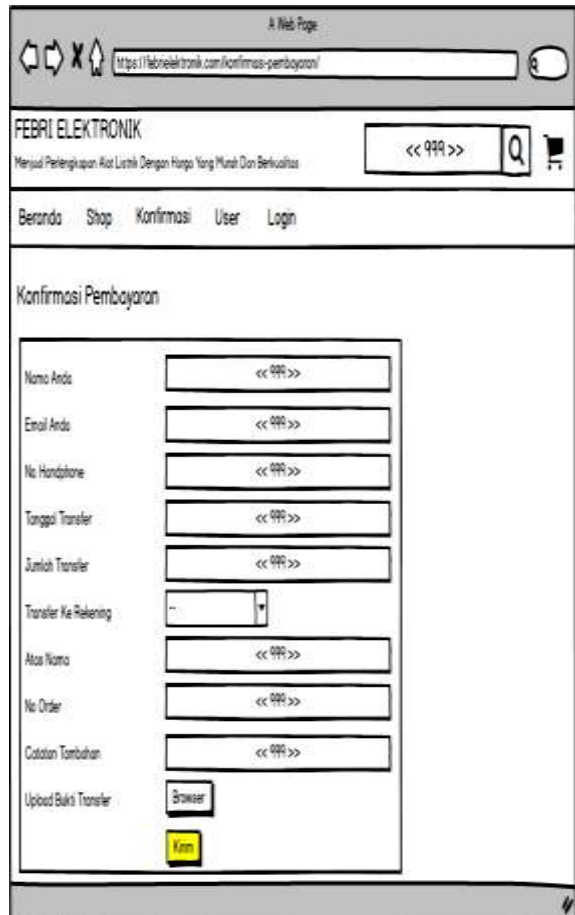 A Web Page
https://febrielektronik.com/konfirmasi-pembayaran/
FEBRI ELEKTRONIK
<< 999 >>
Menjual Perlengkapan Alat Listrik Dengan Harga Yang Murah Dan Berkualitas
Beranda Shop Konfirmasi User Login
Konfirmasi Pembayaran
Nama Anda << 999 >>
Email Anda << 999 >>
No Handphone << 999 >>
Tanggal Transfer << 999 >>
Jumlah Transfer << 999 >>
Transfer Ke Rekening --
Atas Nama << 999 >>
No Order << 999 >>
Catatan Tambahan << 999 >>
Upload Bukti Transfer Browser
Kirim